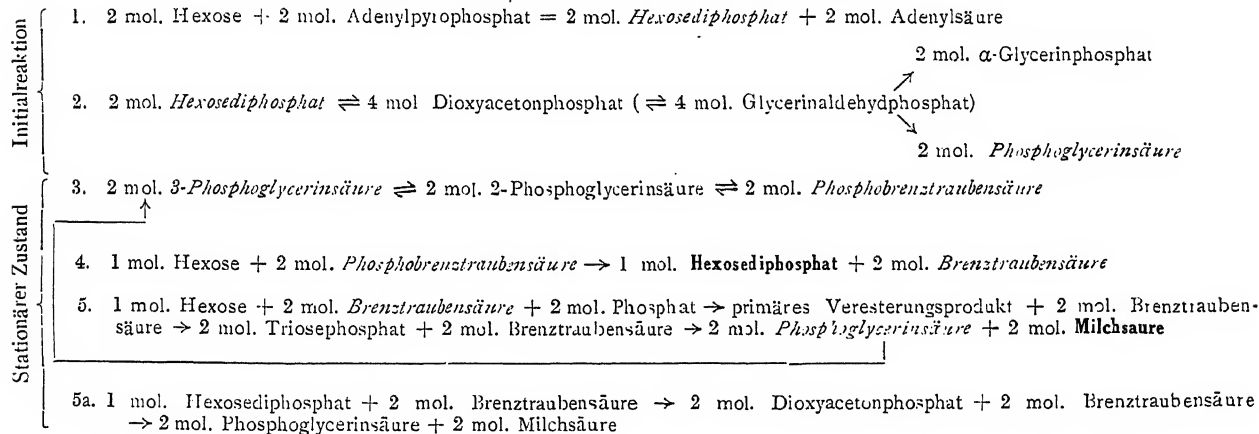 Initialreaktion
1. 2 mol. Hexose + 2 mol. Adenylpyrophosphat = 2 mol. Hexosediphosphat + 2 mol. Adenylsäure
2 mol. α-Glycerinphosphat
2. 2 mol. Hexosediphosphat ⇌ 4 mol Dioxyacetonphosphat ( ⇌ 4 mol. Glycerinaldehydphosphat)
2 mol. Phosphoglycerinsäure
Stationärer Zustand
3. 2 mol. 3-Phosphoglycerinsäure ⇌ 2 mol. 2-Phosphoglycerinsäure ⇌ 2 mol. Phosphobrenztraubensäure
4. 1 mol. Hexose + 2 mol. Phosphobrenztraubensäure → 1 mol. Hexosediphosphat + 2 mol. Brenztraubensäure
5. 1 mol. Hexose + 2 mol. Brenztraubensäure + 2 mol. Phosphat → primäres Veresterungsprodukt + 2 mol. Brenztrauben-
säure → 2 mol. Triosephosphat + 2 mol. Brenztraubensäure → 2 mol. Phosphoglycerinsäure + 2 mol. Milchsaure
5a. 1 mol. Hexosediphosphat + 2 mol. Brenztraubensäure → 2 mol. Dioxyacetonphosphat + 2 mol. Brenztraubensäure
→ 2 mol. Phosphoglycerinsäure + 2 mol. Milchsäure